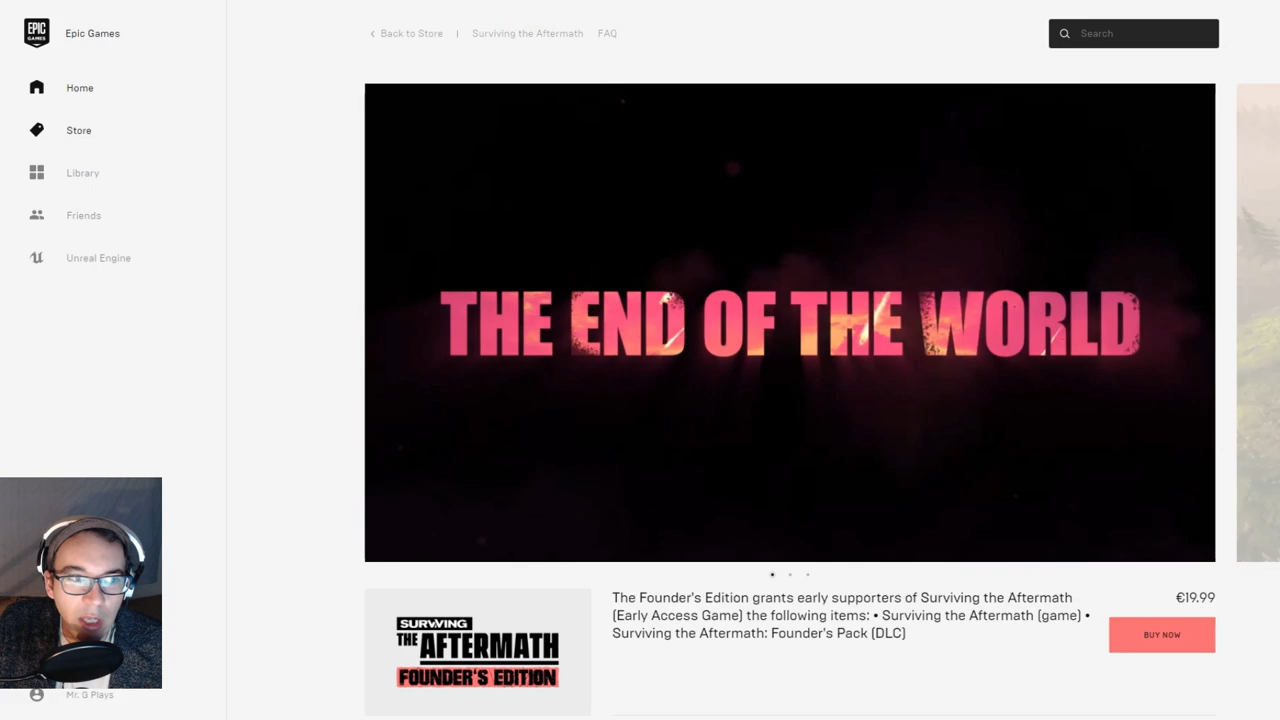 EPIC
GAMES
Epic Games
Home
Store
Library
Friends
Unreal Engine
Mr. G Plays
Back to Store | Surviving the Aftermath FAQ
Search
THE END OF THE WORLD
SURVIVING
THE AFTERMATH
FOUNDER'S EDITION
The Founder's Edition grants early supporters of Surviving the Aftermath
(Early Access Game) the following items: • Surviving the Aftermath (game) •
Surviving the Aftermath: Founder's Pack (DLC)
€19.99
BUY NOW